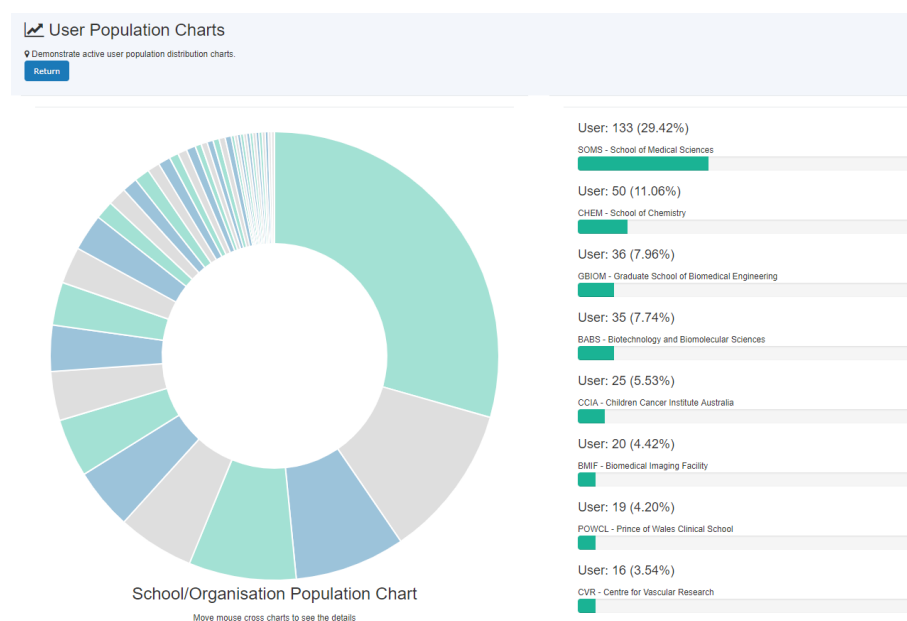 User Population Charts
Demonstrate active user population distribution charts.
Return
User: 133 (29.42%)
SOMS - School of Medical Sciences
User: 50 (11.06%)
CHEM - School of Chemistry
User: 36 (7.96%)
GBIOM - Graduate School of Biomedical Engineering
User: 35 (7.74%)
BABS - Biotechnology and Biomolecular Sciences
User: 25 (5.53%)
CCIA - Children Cancer Institute Australia
User: 20 (4.42%)
BMIF - Biomedical Imaging Facility
User: 19 (4.20%)
POWCL - Prince of Wales Clinical School
User: 16 (3.54%)
CVR - Centre for Vascular Research
School/Organisation Population Chart
Move mouse cross charts to see the details